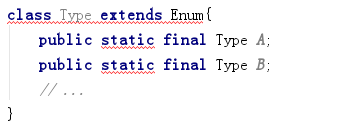 class Type extends Enum{
public static final Type A;
public static final Type B;
// ...
}